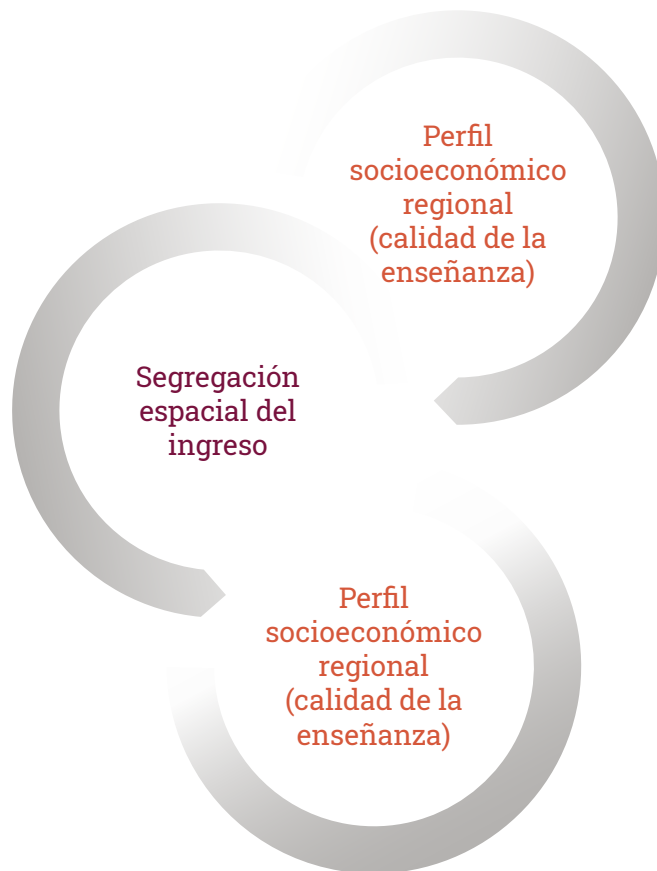 Perfil
socioeconómico
regional
(calidad de la
enseñanza)
Segregación
espacial del
ingreso
Perfil
socioeconómico
regional
(calidad de la
enseñanza)